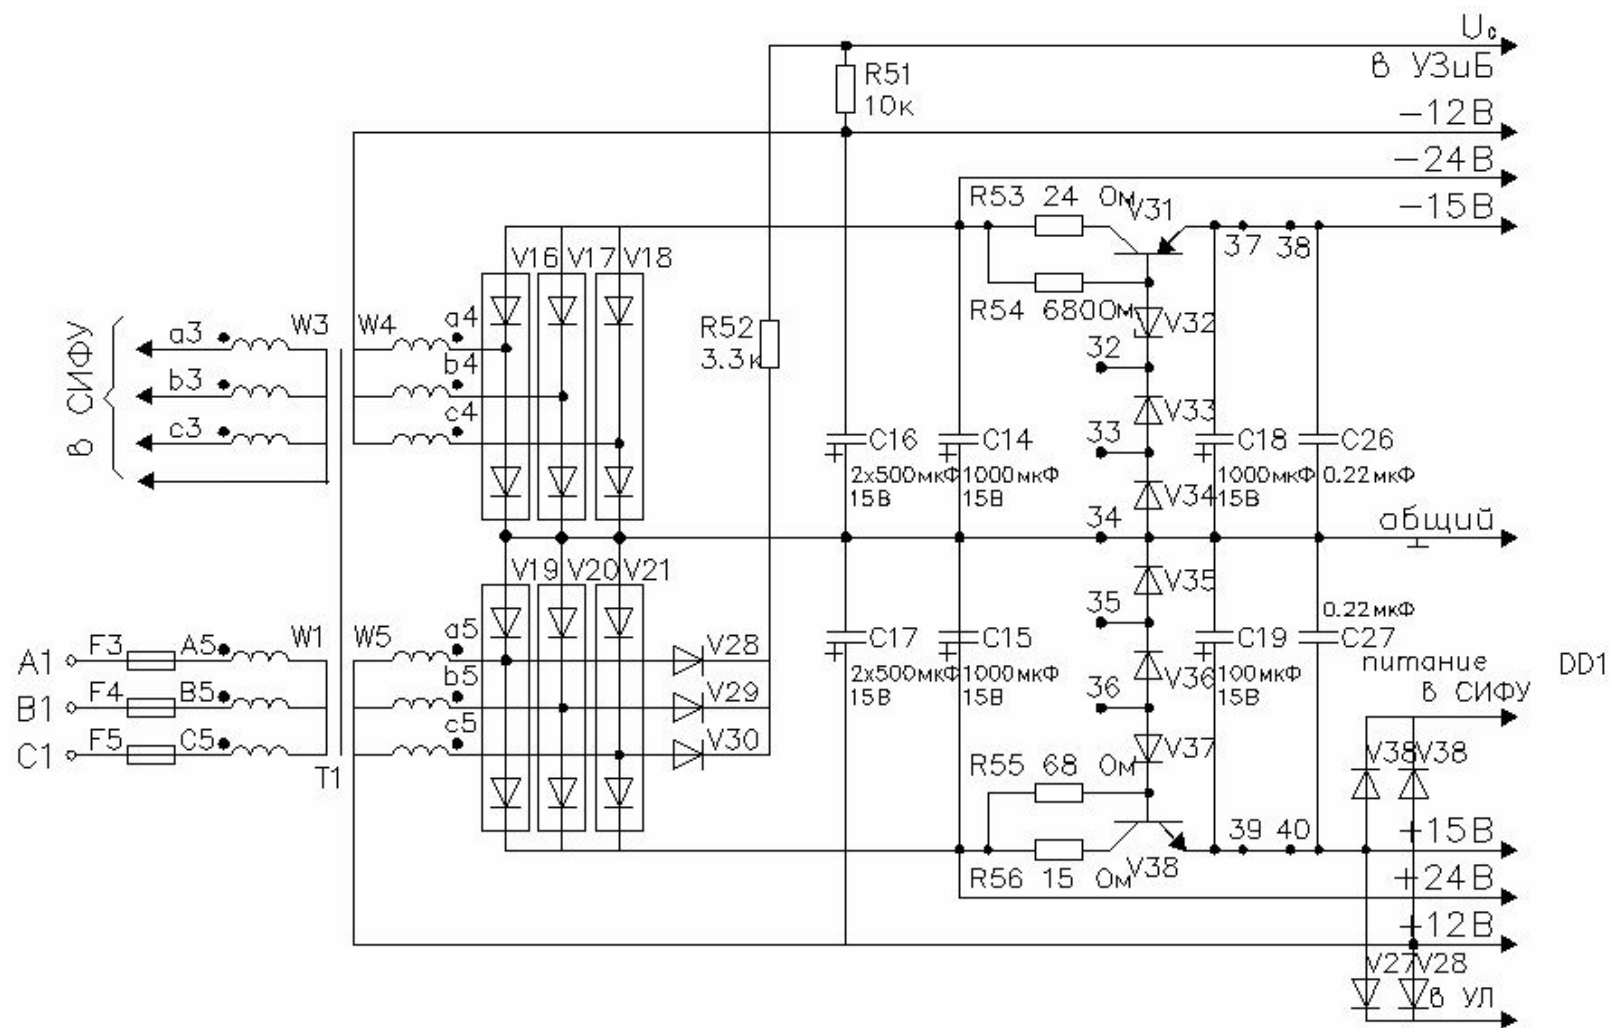 Uс
в УЗиБ
R51
10к
−12В
−24В
R53 24 Ом
V31
−15В
37 38
V16 V17 V18
R54 680Ом
V32
a3 W3 W4 a4
b3 b4
c3 c4
в СИФУ
R52
3.3к
32
V33
33
C16
2х500мкФ
15В
C14
1000мкФ
15В
C18
1000мкФ
15В
C26
0.22мкФ
V34
34
общий
V19 V20 V21
V35
35
0.22мкФ
A1 F3 A5 W1 W5 a5
B1 F4 B5 b5
C1 F5 C5 c5
T1
V28
V29
V30
C17
2х500мкФ
15В
C15
1000мкФ
15В
C19
100мкФ
15В
C27
V36
36
питание DD1
в СИФУ
V37
R55 68 Ом
V38 V38
39 40
+15В
R56 15 Ом
V38
+24В
+12В
V27 V28
в УЛ